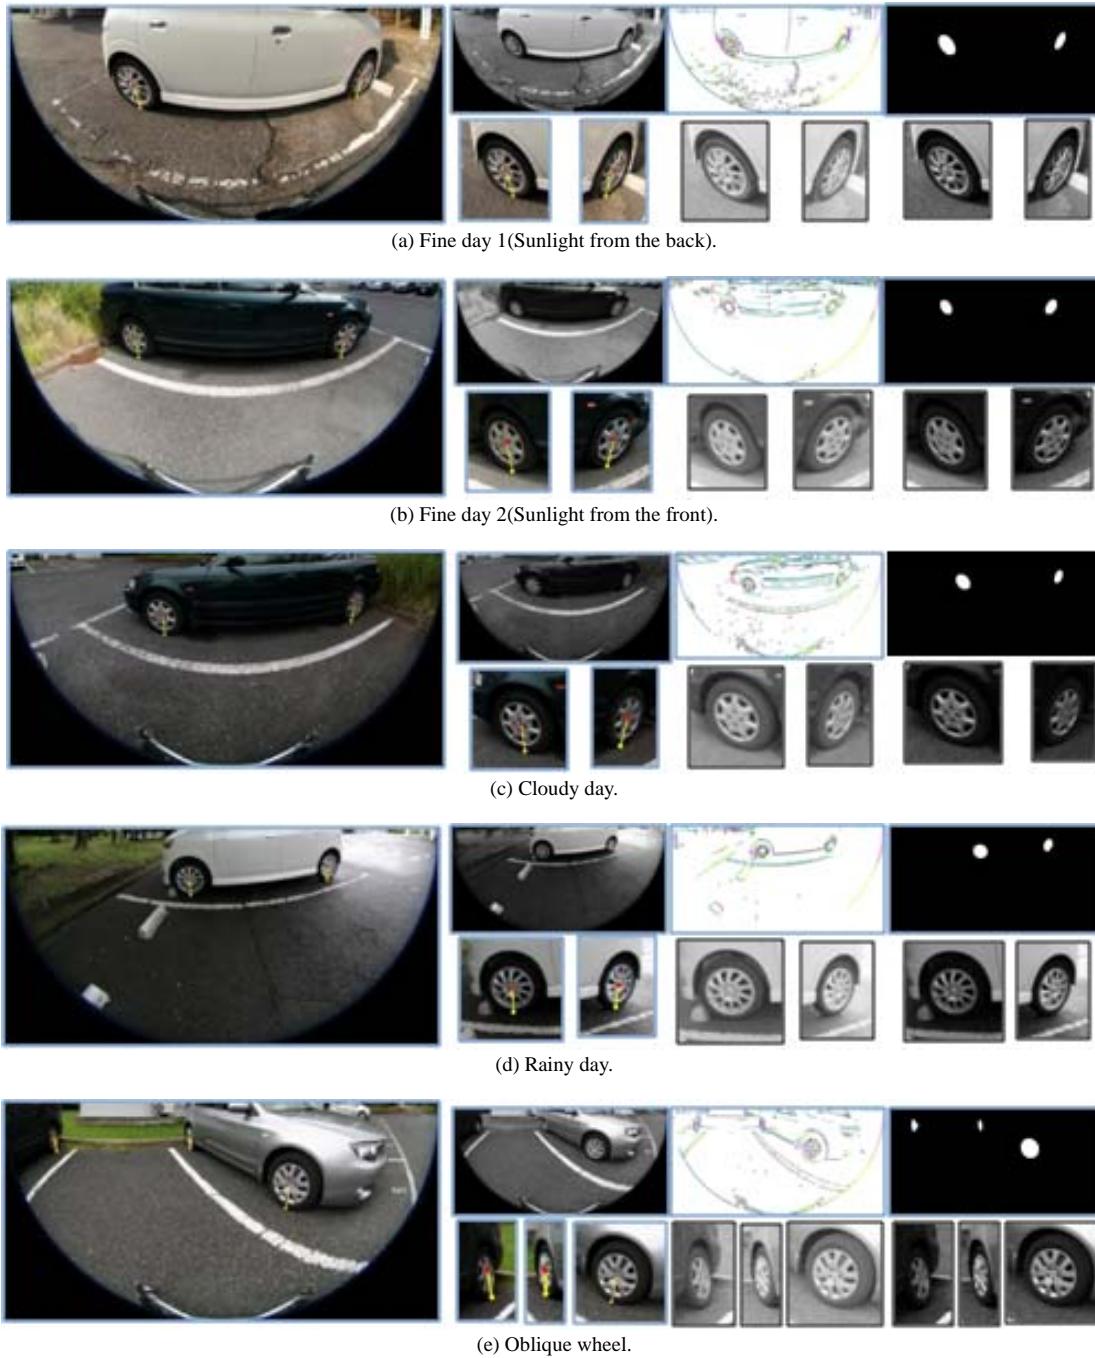 (a) Fine day 1(Sunlight from the back).
(b) Fine day 2(Sunlight from the front).
(c) Cloudy day.
(d) Rainy day.
(e) Oblique wheel.